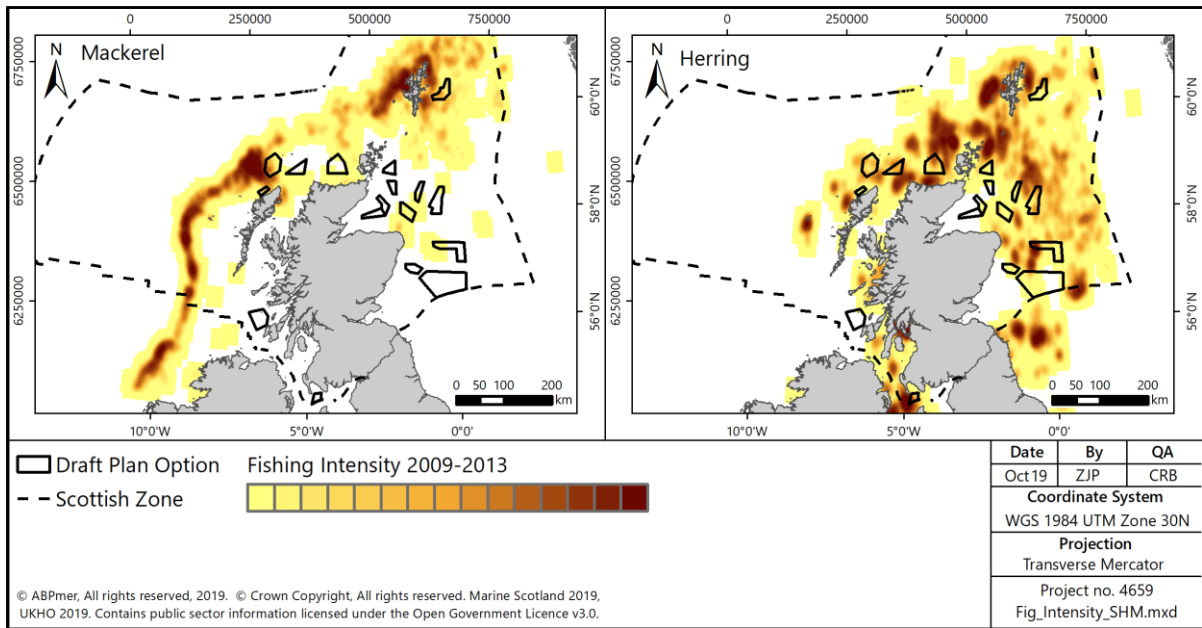 0 250000 500000 750000
0 250000 500000 750000
N
Mackerel
N
Herring
6750000
6500000
6250000
60°0'N
58°0'N
56°0'N
6750000
6500000
6250000
60°0'N
58°0'N
56°0'N
0 50 100 200
km
0 50 100 200
km
10°0'W 5°0'W 0°0'
10°0'W 5°0'W 0°0'
Draft Plan Option
Scottish Zone
Fishing Intensity 2009-2013
Date By QA
Oct 19 ZJP CRB
Coordinate System
WGS 1984 UTM Zone 30N
Projection
Transverse Mercator
Project no. 4659
Fig_Intensity_SHM.mxd
© ABPmer, All rights reserved, 2019. © Crown Copyright, All rights reserved. Marine Scotland 2019,
UKHO 2019. Contains public sector information licensed under the Open Government Licence v3.0.